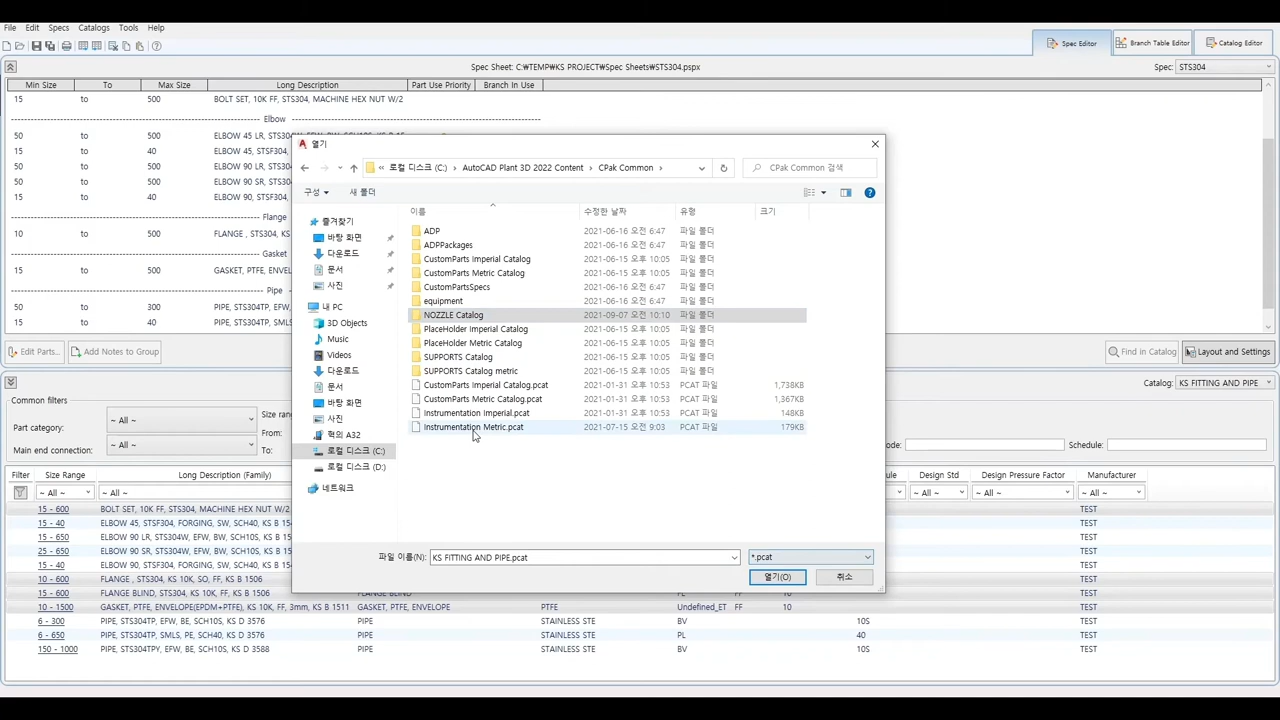 File Edit Specs Catalogs Tools Help
Spec Editor Branch Table Editor Catalog Editor
Spec Sheet: C:₩TEMP₩KS PROJECT₩Spec Sheets₩STS304.pspx
Spec: STS304
Min Size To Max Size Long Description Part Use Priority Branch In Use
15 to 500 BOLT SET, 10K FF, STS304, MACHINE HEX NUT W/2
Elbow
50 to 500
15 to 40 ELBOW 45, STSF304,
50 to 500 ELBOW 90 LR, STS304
50 to 500 ELBOW 90 SR, STS304
15 to 40 ELBOW 90, STSF304,
Flange
10 to 500 FLANGE , STS304, KS
Gasket
15 to 500 GASKET, PTFE, ENVEL
Pipe
50 to 300 PIPE, STS304TP, EFW,
15 to 40 PIPE, STS304TP, SMLS
Edit Parts... Add Notes to Group Find in Catalog Layout and Settings
Catalog: KS FITTING AND PIPE
Common filters
Part category: ~ All ~ Size ran
From:
Main end connection: ~ All ~ To:
ode: Schedule:
Filter Size Range Long Description (Family) ule Design Std Design Pressure Factor Manufacturer
~ All ~ ~ All ~ ~ All ~ ~ All ~ ~ All ~
15 - 600 BOLT SET, 10K FF, STS304, MACHINE HEX NUT W/2 TEST
15 - 40 ELBOW 45, STSF304, FORGING, SW, SCH40, KS B 154 TEST
15 - 650 ELBOW 90 LR, STS304W, EFW, BW, SCH10S, KS B 1 TEST
25 - 650 ELBOW 90 SR, STS304W, EFW, BW, SCH10S, KS B 1 TEST
15 - 40 ELBOW 90, STSF304, FORGING, SW, SCH40, KS B 154 TEST
10 - 600 FLANGE , STS304, KS 10K, SO, FF, KS B 1506 TEST
15 - 600 FLANGE BLIND, STS304, KS 10K, FF, KS B 1506 FLANGE BLIND FL FF 10 TEST
10 - 1500 GASKET, PTFE, ENVELOPE(EPDM+PTFE), KS 10K, FF, 3mm, KS B 1511 GASKET, PTFE, ENVELOPE PTFE Undefined_ET FF 10 TEST
6 - 300 PIPE, STS304TP, EFW, BE, SCH10S, KS D 3576 PIPE STAINLESS STE BV 10S TEST
6 - 650 PIPE, STS304TP, SMLS, PE, SCH40, KS D 3576 PIPE STAINLESS STE PL 40 TEST
150 - 1000 PIPE, STS304TPY, EFW, BE, SCH10S, KS D 3588 PIPE STAINLESS STE BV 10S TEST
열기
« 로컬 디스크 (C:) › AutoCAD Plant 3D 2022 Content › CPak Common › CPak Common 검색
구성 새 폴더
이름 수정한 날짜 유형 크기
즐겨찾기
바탕 화면
다운로드
문서
사진
내 PC
3D Objects
Music
Videos
다운로드
문서
바탕 화면
사진
혁의 A32
로컬 디스크 (C:)
로컬 디스크 (D:)
네트워크
ADP 2021-06-16 오전 6:47 파일 폴더
ADPPackages 2021-06-16 오전 6:47 파일 폴더
CustomParts Imperial Catalog 2021-06-15 오후 10:05 파일 폴더
CustomParts Metric Catalog 2021-06-15 오후 10:05 파일 폴더
CustomPartsSpecs 2021-06-16 오전 6:47 파일 폴더
equipment 2021-06-16 오전 6:47 파일 폴더
NOZZLE Catalog 2021-09-07 오전 10:10 파일 폴더
PlaceHolder Imperial Catalog 2021-06-15 오후 10:05 파일 폴더
PlaceHolder Metric Catalog 2021-06-15 오후 10:05 파일 폴더
SUPPORTS Catalog 2021-06-15 오후 10:05 파일 폴더
SUPPORTS Catalog metric 2021-06-15 오후 10:05 파일 폴더
CustomParts Imperial Catalog.pcat 2021-01-31 오전 10:53 PCAT 파일 1,738KB
CustomParts Metric Catalog.pcat 2021-01-31 오전 10:53 PCAT 파일 1,367KB
Instrumentation Imperial.pcat 2021-01-31 오전 10:53 PCAT 파일 148KB
Instrumentation Metric.pcat 2021-07-15 오전 9:03 PCAT 파일 179KB
파일 이름(N): KS FITTING AND PIPE.pcat *.pcat
열기(O) 취소